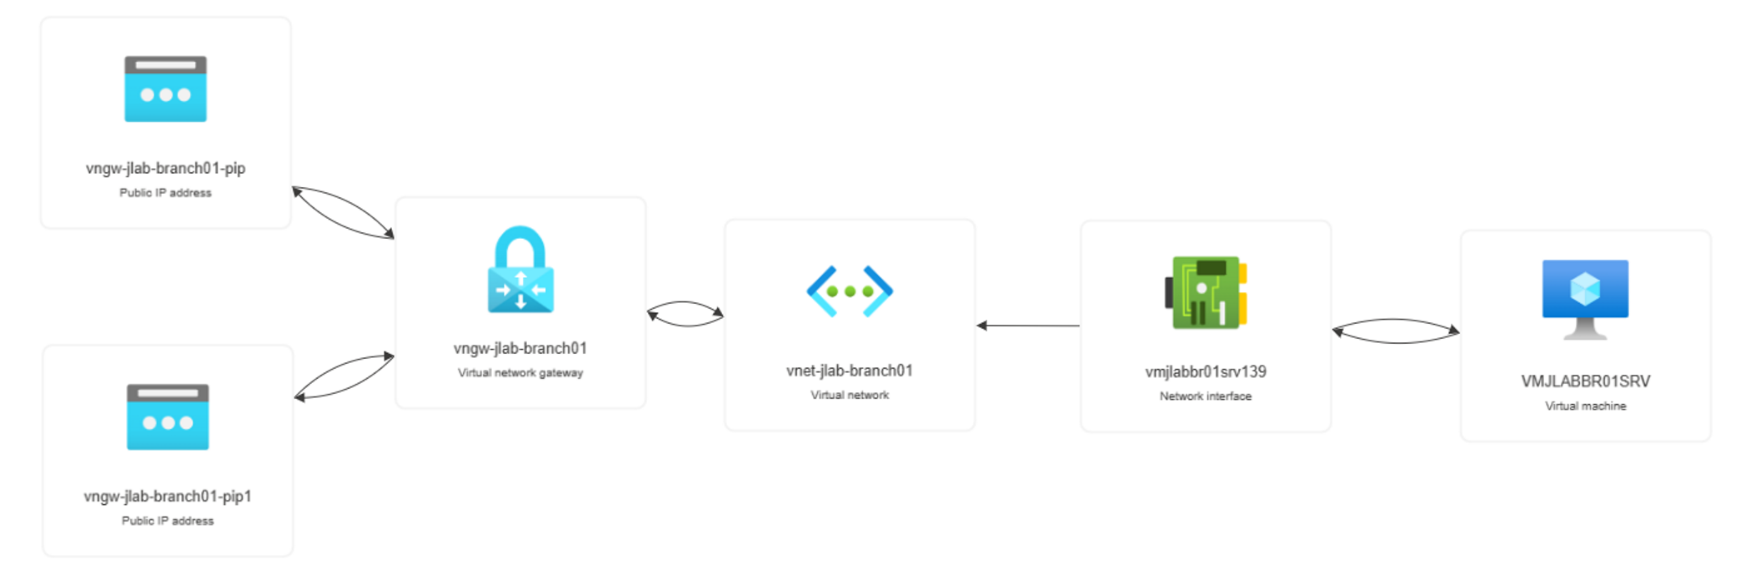 vngw-jlab-branch01-pip
Public IP address
vngw-jlab-branch01
Virtual network gateway
vnet-jlab-branch01
Virtual network
vmjlabbr01srv139
Network interface
VMJLABBR01SRV
Virtual machine
vngw-jlab-branch01-pip1
Public IP address